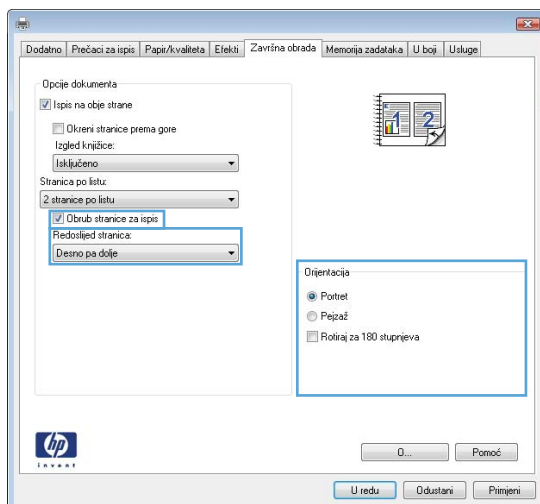 Dodatno Prečaci za ispis Papir/kvaliteta Efekti Završna obrada Memorija zadataka U boji Usluge
Opcije dokumenta
Ispis na obje strane
Okreni stranice prema gore
Izgled knjižice:
Isključeno
Stranica po listu:
2 stranice po listu
Obrub stranice za ispis
Redoslijed stranica:
Desno pa dolje
1 2
Orijentacija
Portret
Pejzaž
Rotiraj za 180 stupnjeva
hp
invent
O... Pomoć
U redu Odustani Primjeni